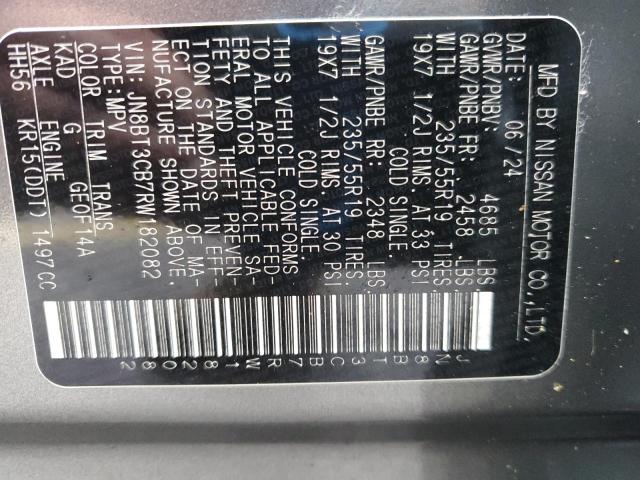 MFD BY NISSAN MOTOR CO.,LTD.
DATE: 06/24
GVWR/PNBV: 4685 LBS
GAWR/PNBE FR: 2458 LBS.
WITH 235/55R19 TIRES,
19X7 1/2J RIMS, AT 33 PSI
COLD SINGLE.
GAWR/PNBE RR: 2348 LBS.
WITH 235/55R19 TIRES,
19X7 1/2J RIMS, AT 30 PSI
COLD SINGLE.
THIS VEHICLE CONFORMS
TO ALL APPLICABLE FED-
ERAL MOTOR VEHICLE SA-
FETY AND THEFT PREVEN-
TION STANDARDS IN EFF-
ECT ON THE DATE OF MA-
NUFACTURE SHOWN ABOVE.
VIN: JN8BT3CB7RW182082
TYPE:MPV
COLOR TRIM TRANS
KAD G GE0F14A
AXLE ENGINE
HH56 KR15(DDT) 1497CC
JN8BT3CB7RW182082